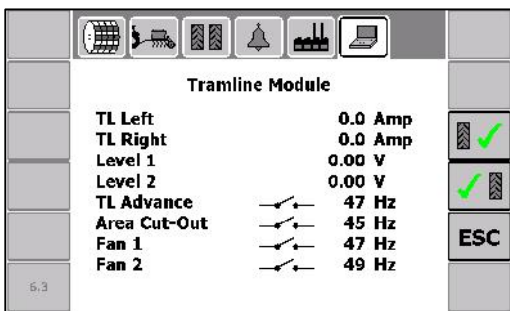 Tramline Module
TL Left 0.0 Amp
TL Right 0.0 Amp
Level 1 0.00 V
Level 2 0.00 V
TL Advance 47 Hz
Area Cut-Out 45 Hz
Fan 1 47 Hz
Fan 2 49 Hz
ESC
6.3